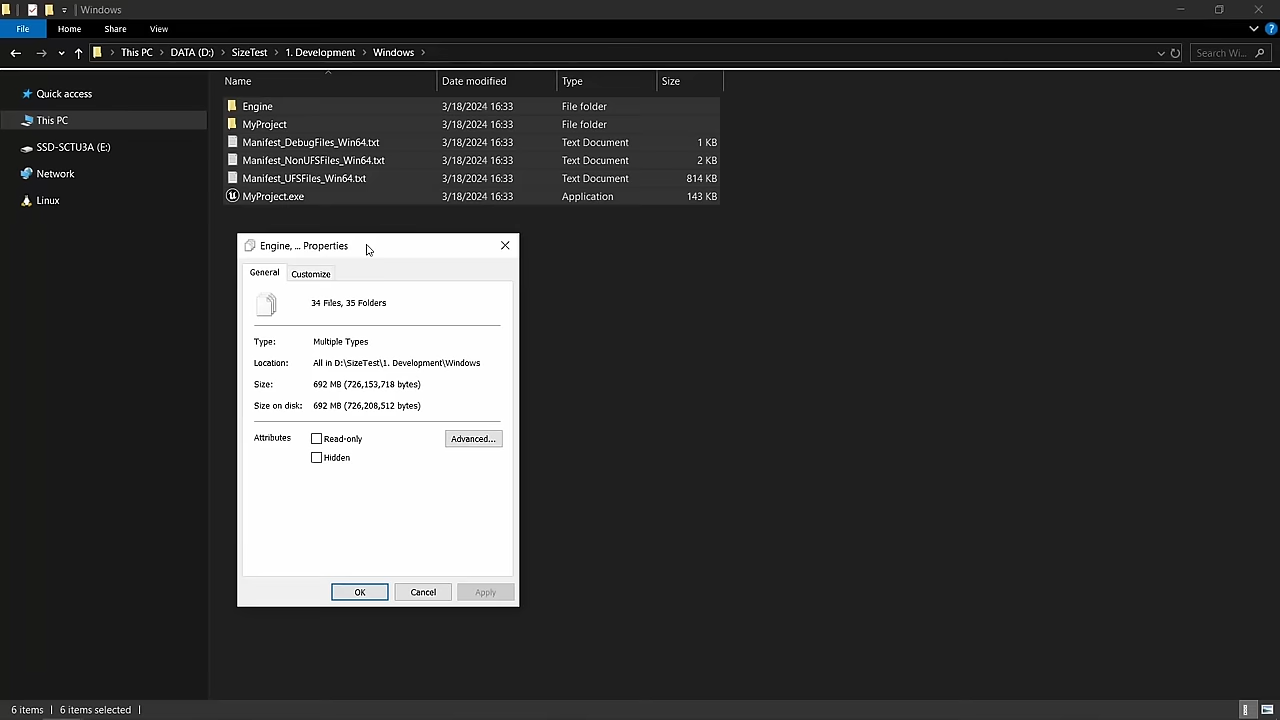 Windows
File Home Share View
This PC DATA (D:) SizeTest 1. Development Windows Search Wi...
Name Date modified Type Size
Quick access
This PC
SSD-SCTU3A (E:)
Network
Linux
Engine 3/18/2024 16:33 File folder
MyProject 3/18/2024 16:33 File folder
Manifest_DebugFiles_Win64.txt 3/18/2024 16:33 Text Document 1 KB
Manifest_NonUFSFiles_Win64.txt 3/18/2024 16:33 Text Document 2 KB
Manifest_UFSFiles_Win64.txt 3/18/2024 16:33 Text Document 814 KB
MyProject.exe 3/18/2024 16:33 Application 143 KB
Engine, ... Properties
General Customize
34 Files, 35 Folders
Type: Multiple Types
Location: All in D:\SizeTest\1. Development\Windows
Size: 692 MB (726,153,718 bytes)
Size on disk: 692 MB (726,208,512 bytes)
Attributes Read-only Advanced...
Hidden
OK Cancel Apply
6 items 6 items selected